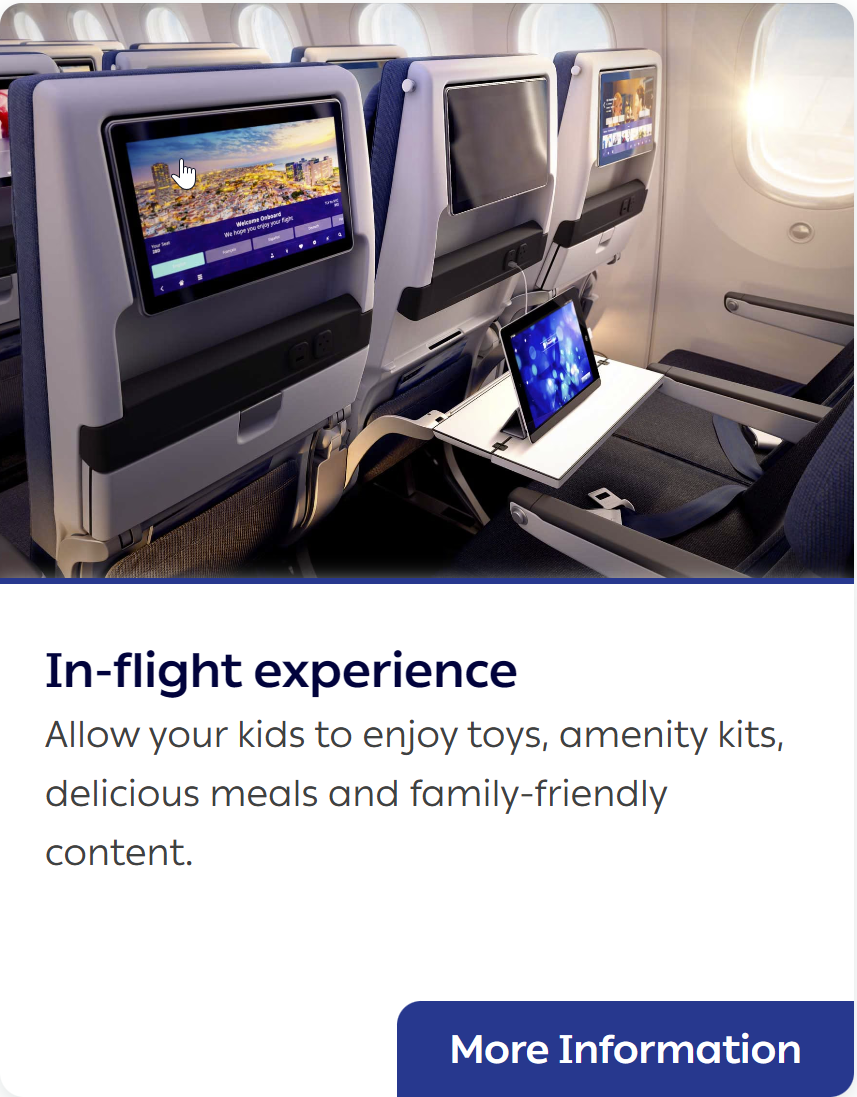 Welcome Onboard
We hope you enjoy your flight
Your Seat
In-flight experience
Allow your kids to enjoy toys, amenity kits,
delicious meals and family-friendly
content.
More Information